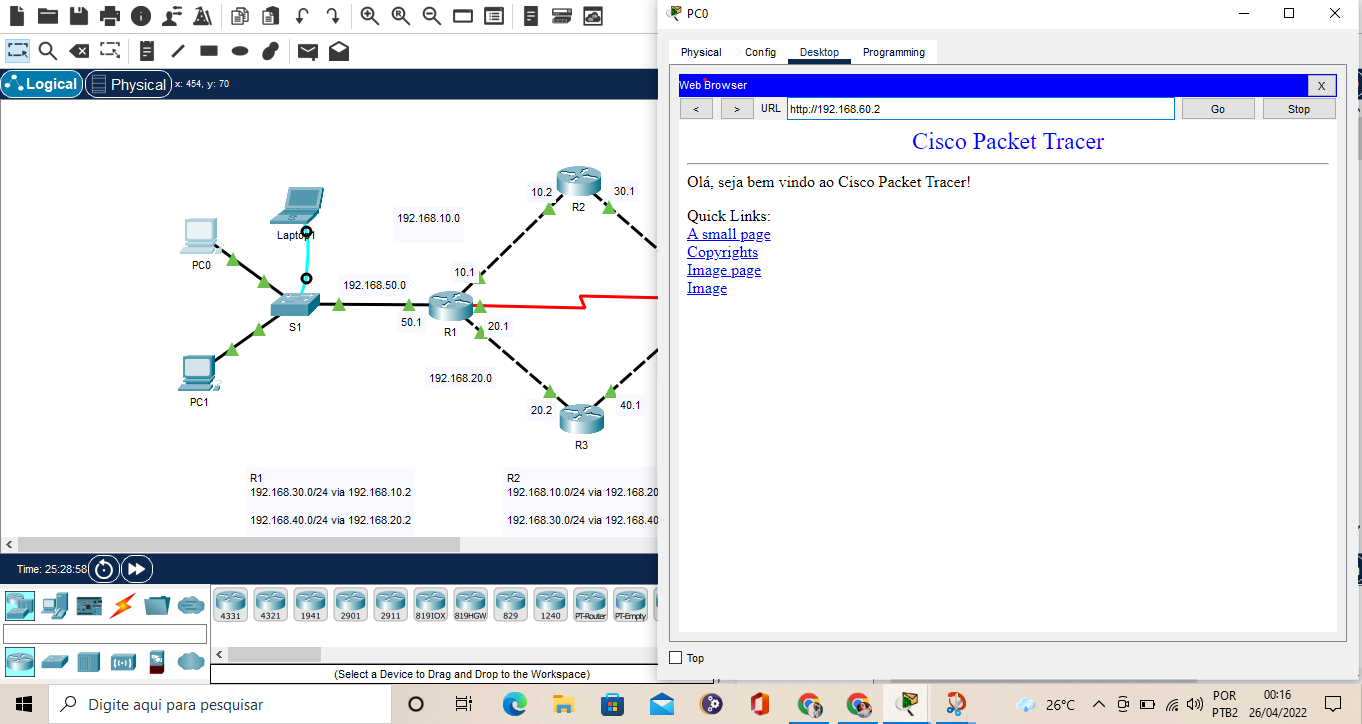 Logical
Physical
x: 454, y: 70
192.168.10.0
10.2
30.1
R2
Laptop1
PC0
10.1
192.168.50.0
S1
50.1
R1
20.1
192.168.20.0
PC1
20.2
40.1
R3
R1
192.168.30.0/24 via 192.168.10.2
192.168.40.0/24 via 192.168.20.2
R2
192.168.10.0/24 via 192.168.20
192.168.30.0/24 via 192.168.40
Time: 25:28:58
4331
4321
1941
2901
2911
819IOX
819HGW
829
1240
PT-Router
PT-Empty
(Select a Device to Drag and Drop to the Workspace)
PC0
Physical Config Desktop Programming
Web Browser
X
< > URL http://192.168.60.2 Go Stop
Cisco Packet Tracer
Olá, seja bem vindo ao Cisco Packet Tracer!
Quick Links:
A small page
Copyrights
Image page
Image
Top
Digite aqui para pesquisar
26°C
POR
PTB2
00:16
26/04/2022